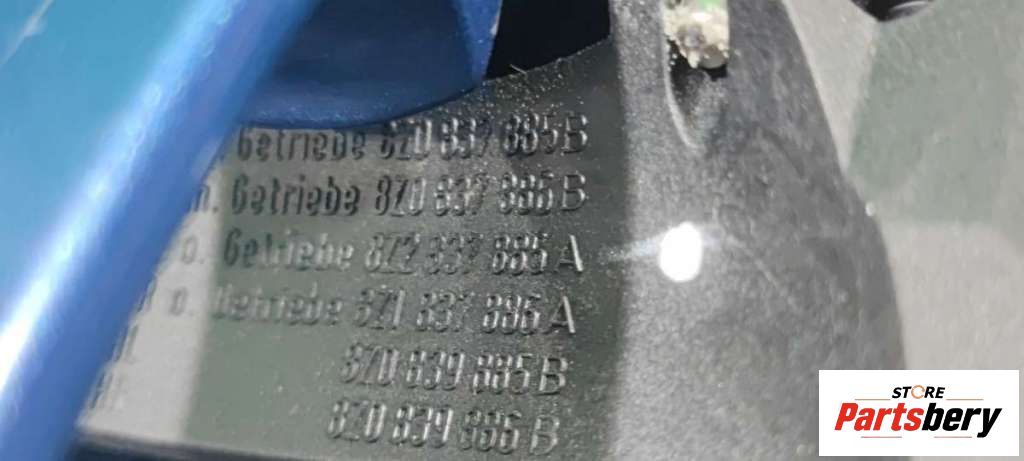 . Getriebe 8Z0 837 885 B
m. Getriebe 8Z0 837 886 B
o. Getriebe 8Z2 837 885 A
o. Getriebe 8Z1 837 886 A
8Z0 839 885 B
8Z0 839 886 B
STORE
Partsbery